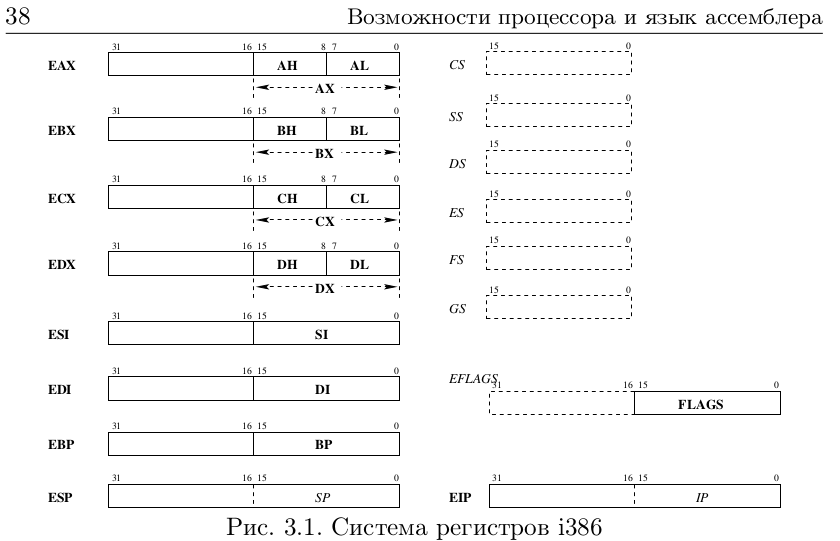 38 Возможности процессора и язык ассемблера
31 16 15 8 7 0
EAX AH AL
AX
31 16 15 8 7 0
EBX BH BL
BX
31 16 15 8 7 0
ECX CH CL
CX
31 16 15 8 7 0
EDX DH DL
DX
31 16 15 0
ESI SI
31 16 15 0
EDI DI
31 16 15 0
EBP BP
31 16 15 0
ESP SP
15 0
CS
15 0
SS
15 0
DS
15 0
ES
15 0
FS
15 0
GS
EFLAGS
31 16 15 0
FLAGS
31 16 15 0
EIP IP
Рис. 3.1. Система регистров i386